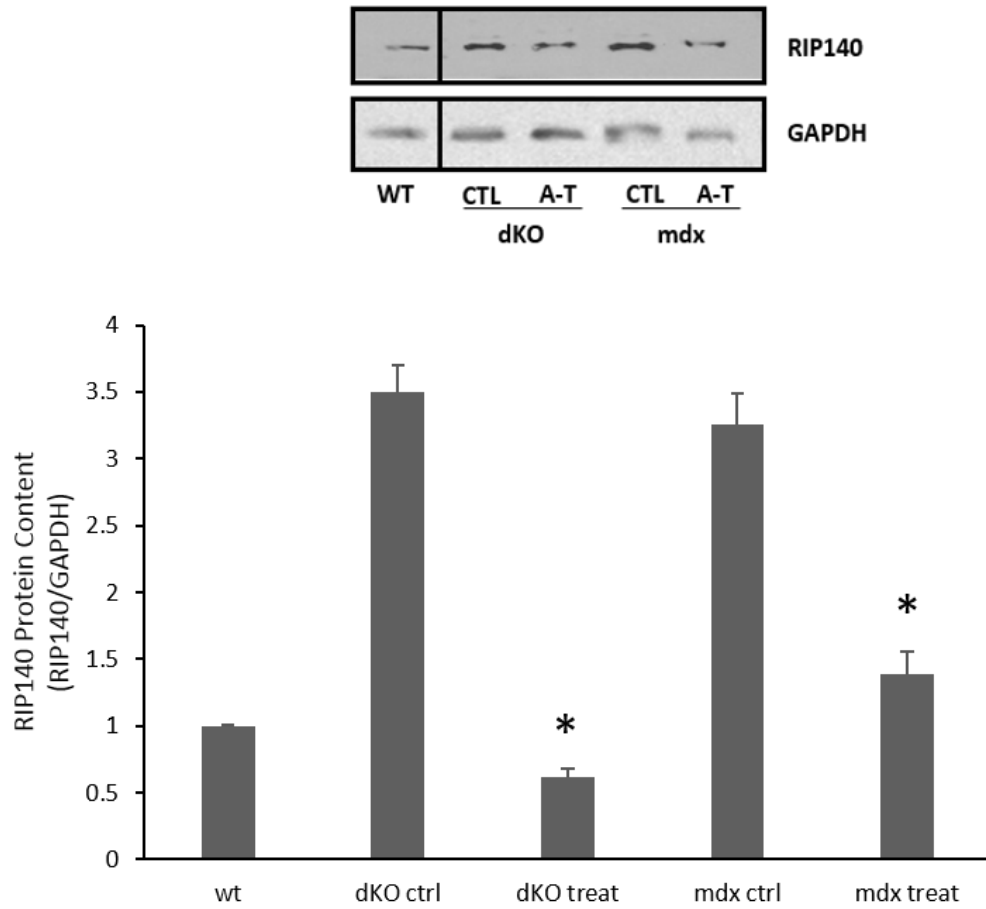 RIP140
GAPDH
WT CTL A-T CTL A-T
dKO mdx
RIP140 Protein Content
(RIP140/GAPDH)
4
3.5
3
2.5
2
1.5
1
0.5
0
*
*
wt dKO ctrl dKO treat mdx ctrl mdx treat